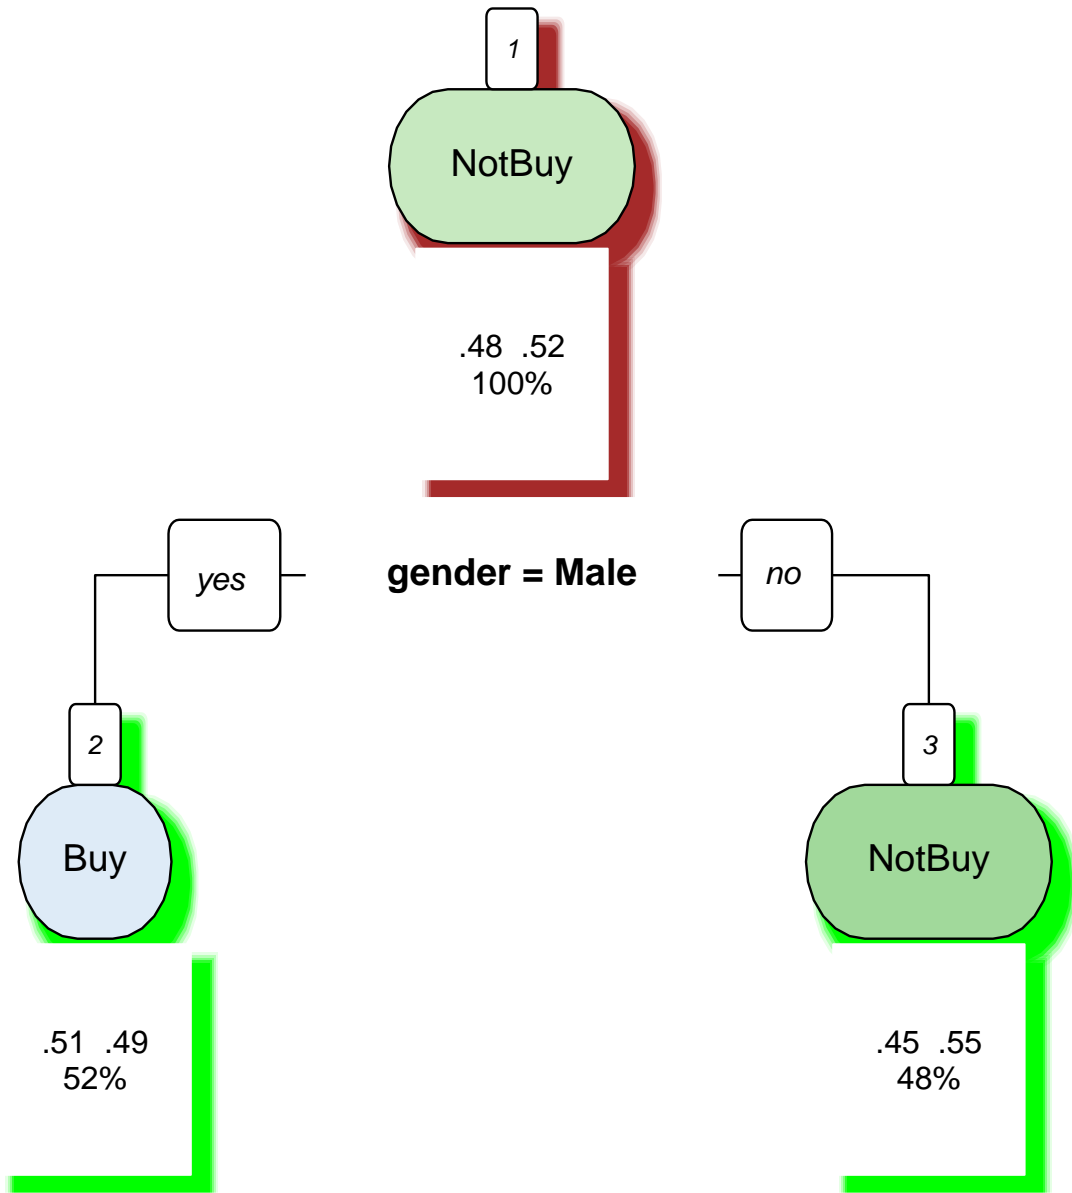 1
NotBuy
.48 .52
100%
yes
gender = Male
no
2
3
Buy
NotBuy
.51 .49
52%
.45 .55
48%